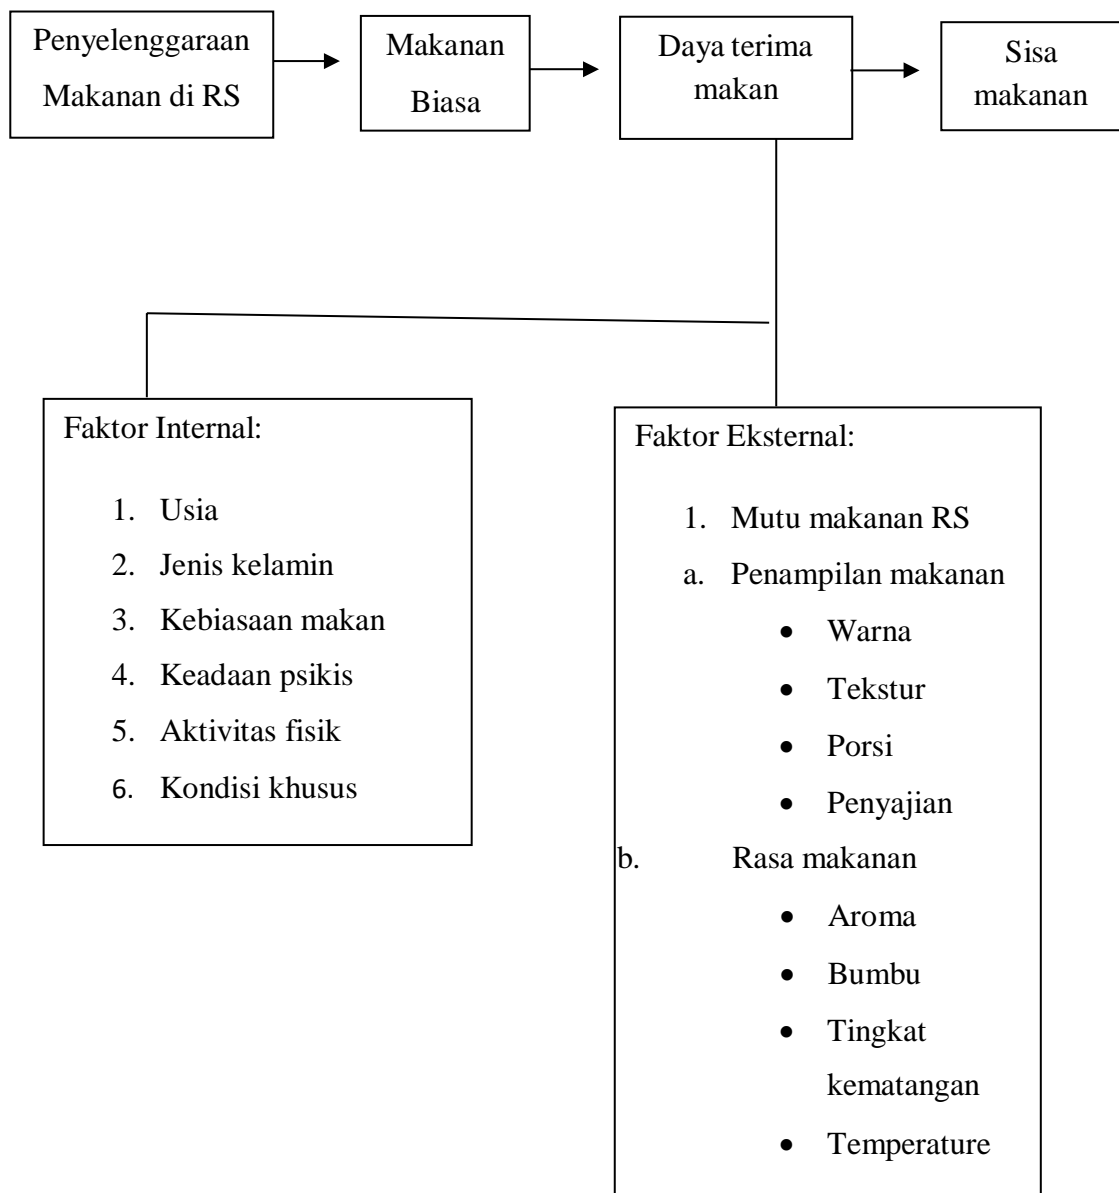 Penyelenggaraan
Makanan di RS
Makanan
Biasa
Daya terima
makan
Sisa
makanan
Faktor Internal:
1. Usia
2. Jenis kelamin
3. Kebiasaan makan
4. Keadaan psikis
5. Aktivitas fisik
6. Kondisi khusus
Faktor Eksternal:
1. Mutu makanan RS
a. Penampilan makanan
• Warna
• Tekstur
• Porsi
• Penyajian
b. Rasa makanan
• Aroma
• Bumbu
• Tingkat
kematangan
• Temperature